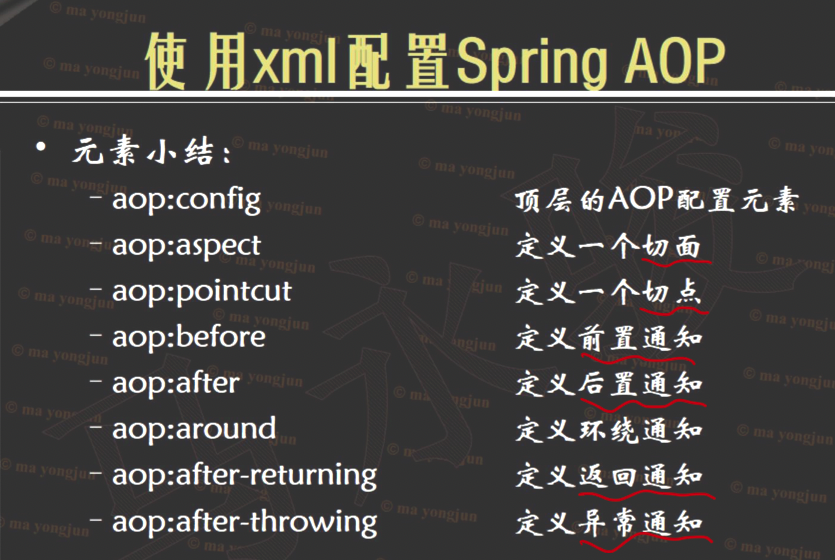 使用xml配置Spring AOP
• 元素小结：
– aop:config 顶层的AOP配置元素
– aop:aspect 定义一个切面
– aop:pointcut 定义一个切点
– aop:before 定义前置通知
– aop:after 定义后置通知
– aop:around 定义环绕通知
– aop:after-returning 定义返回通知
– aop:after-throwing 定义异常通知
© ma yongjun